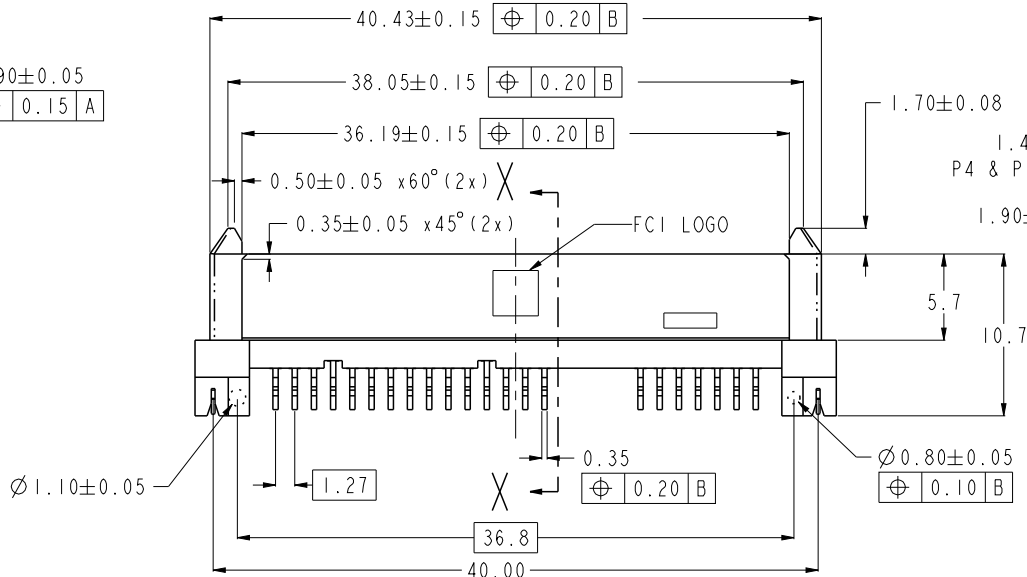 40.43±0.15 ⌖ 0.20 B
90±0.05
38.05±0.15 ⌖ 0.20 B
0.15 A
1.70±0.08
36.19±0.15 ⌖ 0.20 B
1.4
P4 & P
0.50±0.05 x60° (2x) X
0.35±0.05 x45° (2x)
FCI LOGO
1.90±
5.7
10.7
0.35
Ø0.80±0.05
Ø1.10±0.05
1.27
X
⌖ 0.20 B
⌖ 0.10 B
36.8
40.00